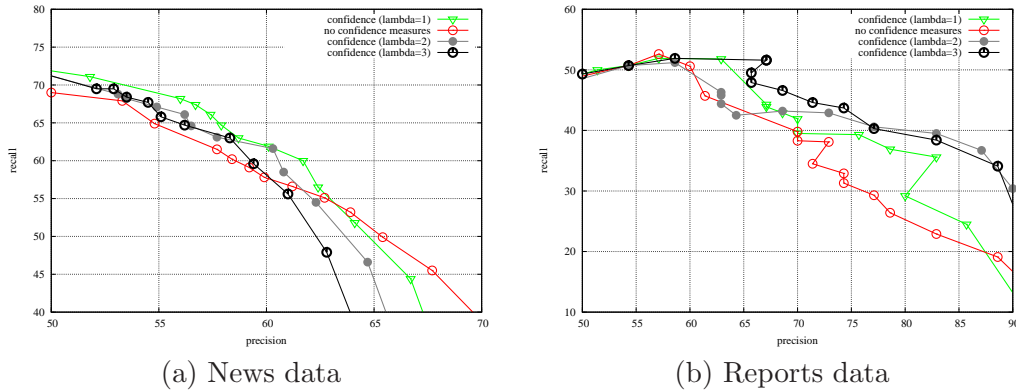 80
75
70
65
60
55
50
45
40
50
55
60
65
70
recall
precision
confidence (lambda=1)
no confidence measures
confidence (lambda=2)
confidence (lambda=3)
(a) News data
60
50
40
30
20
10
50
55
60
65
70
75
80
85
90
recall
precision
confidence (lambda=1)
no confidence measures
confidence (lambda=2)
confidence (lambda=3)
(b) Reports data